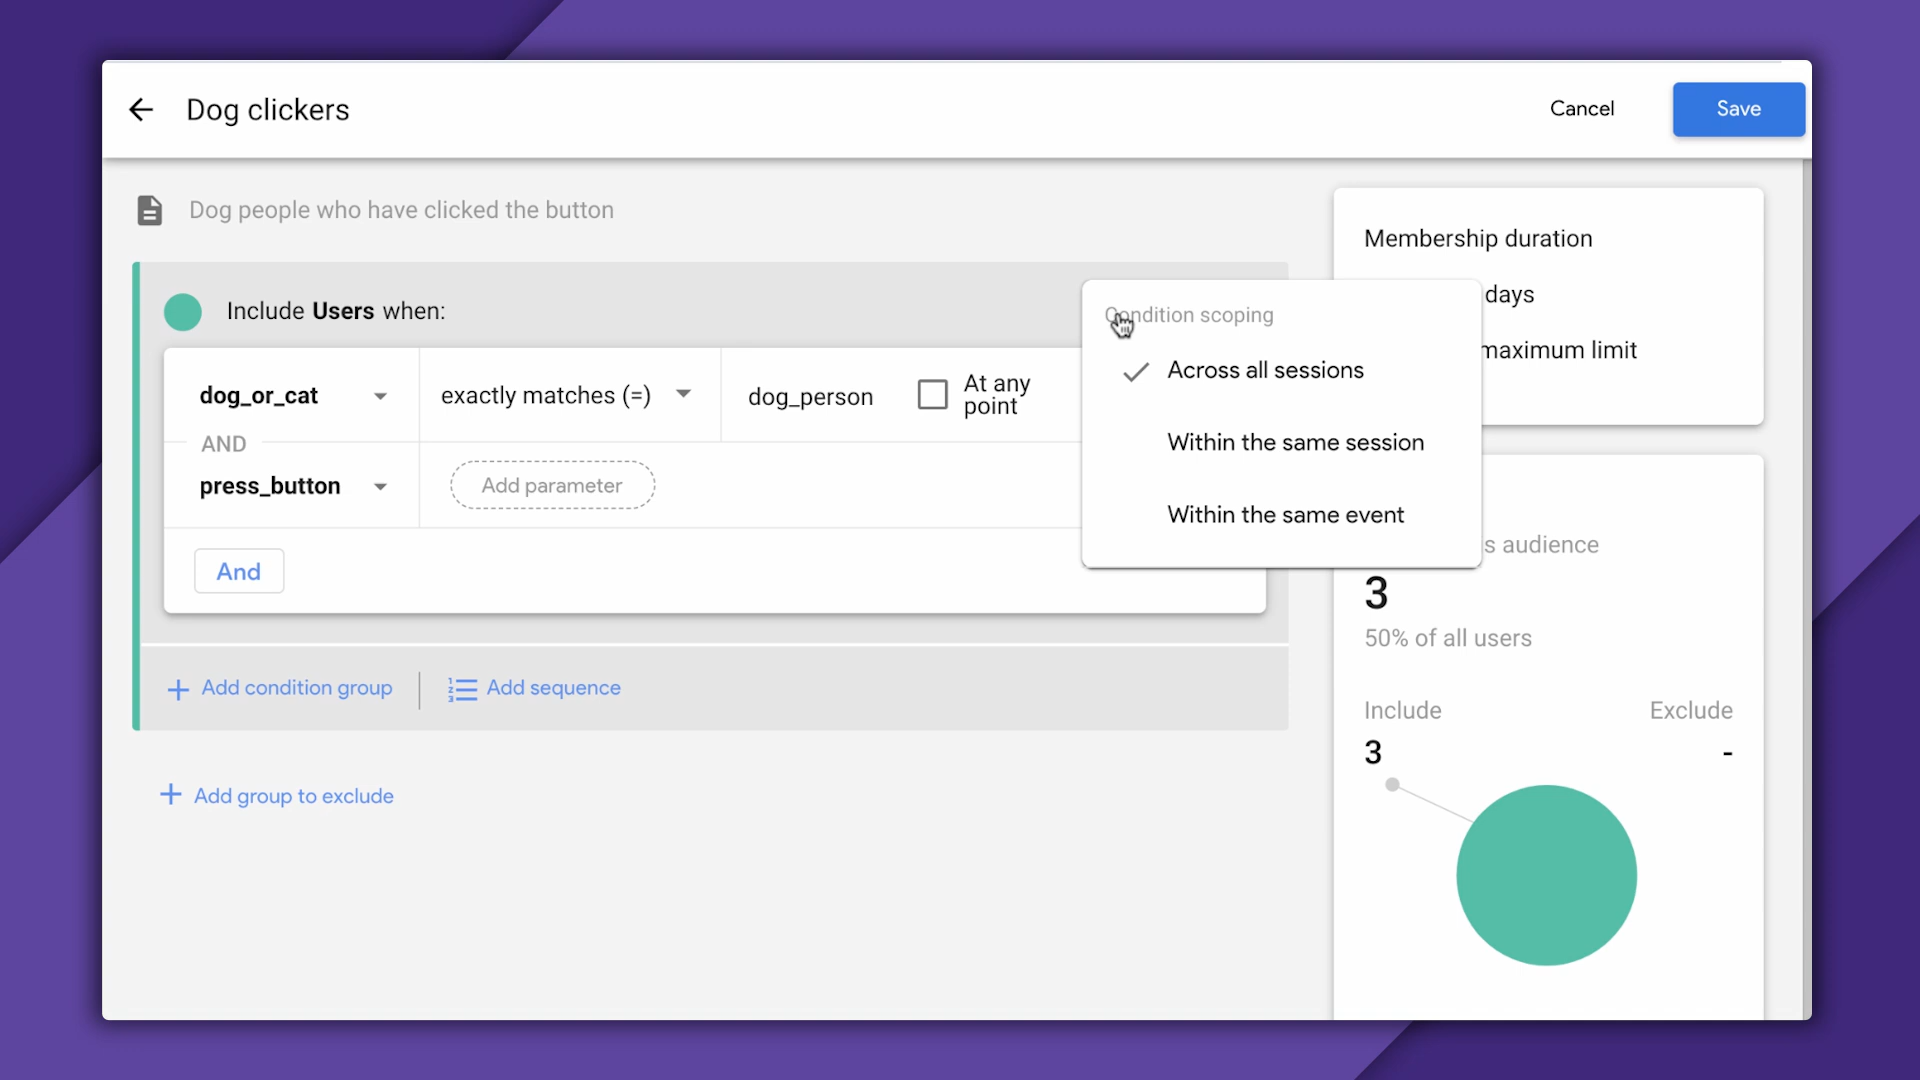 Dog clickers
Cancel
Save
Dog people who have clicked the button
Include Users when:
dog_or_cat
exactly matches (=)
dog_person
At any
point
AND
press_button
Add parameter
And
Add condition group
Add sequence
Add group to exclude
Condition scoping
Across all sessions
Within the same session
Within the same event
Membership duration
days
maximum limit
s audience
3
50% of all users
Include
Exclude
3
-